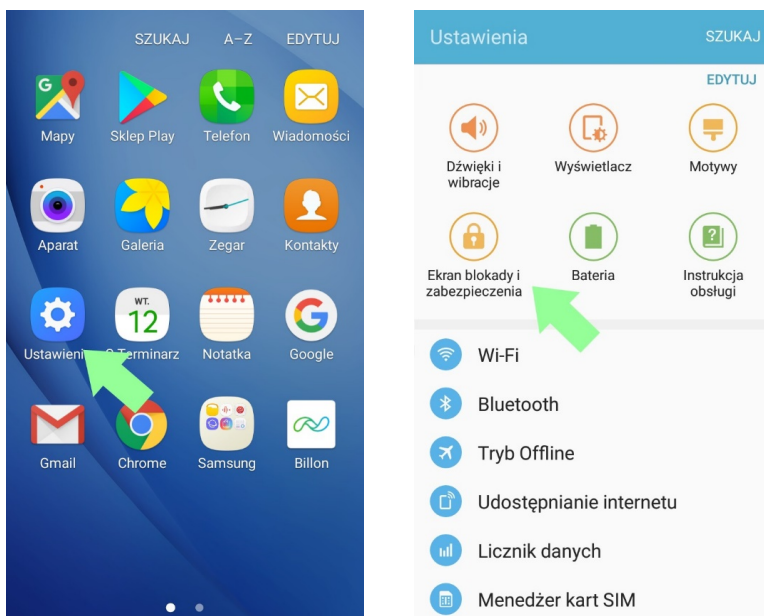 SZUKAJ A–Z EDYTUJ
G
Mapy Sklep Play Telefon Wiadomości
Aparat Galeria Zegar Kontakty
WT.
12
Ustawieni S Terminarz Notatka Google
Gmail Chrome Samsung Billon
Ustawienia SZUKAJ
EDYTUJ
Dźwięki i
wibracje
Wyświetlacz
Motywy
Ekran blokady i
zabezpieczenia
Bateria
Instrukcja
obsługi
Wi-Fi
Bluetooth
Tryb Offline
Udostępnianie internetu
Licznik danych
Menedżer kart SIM